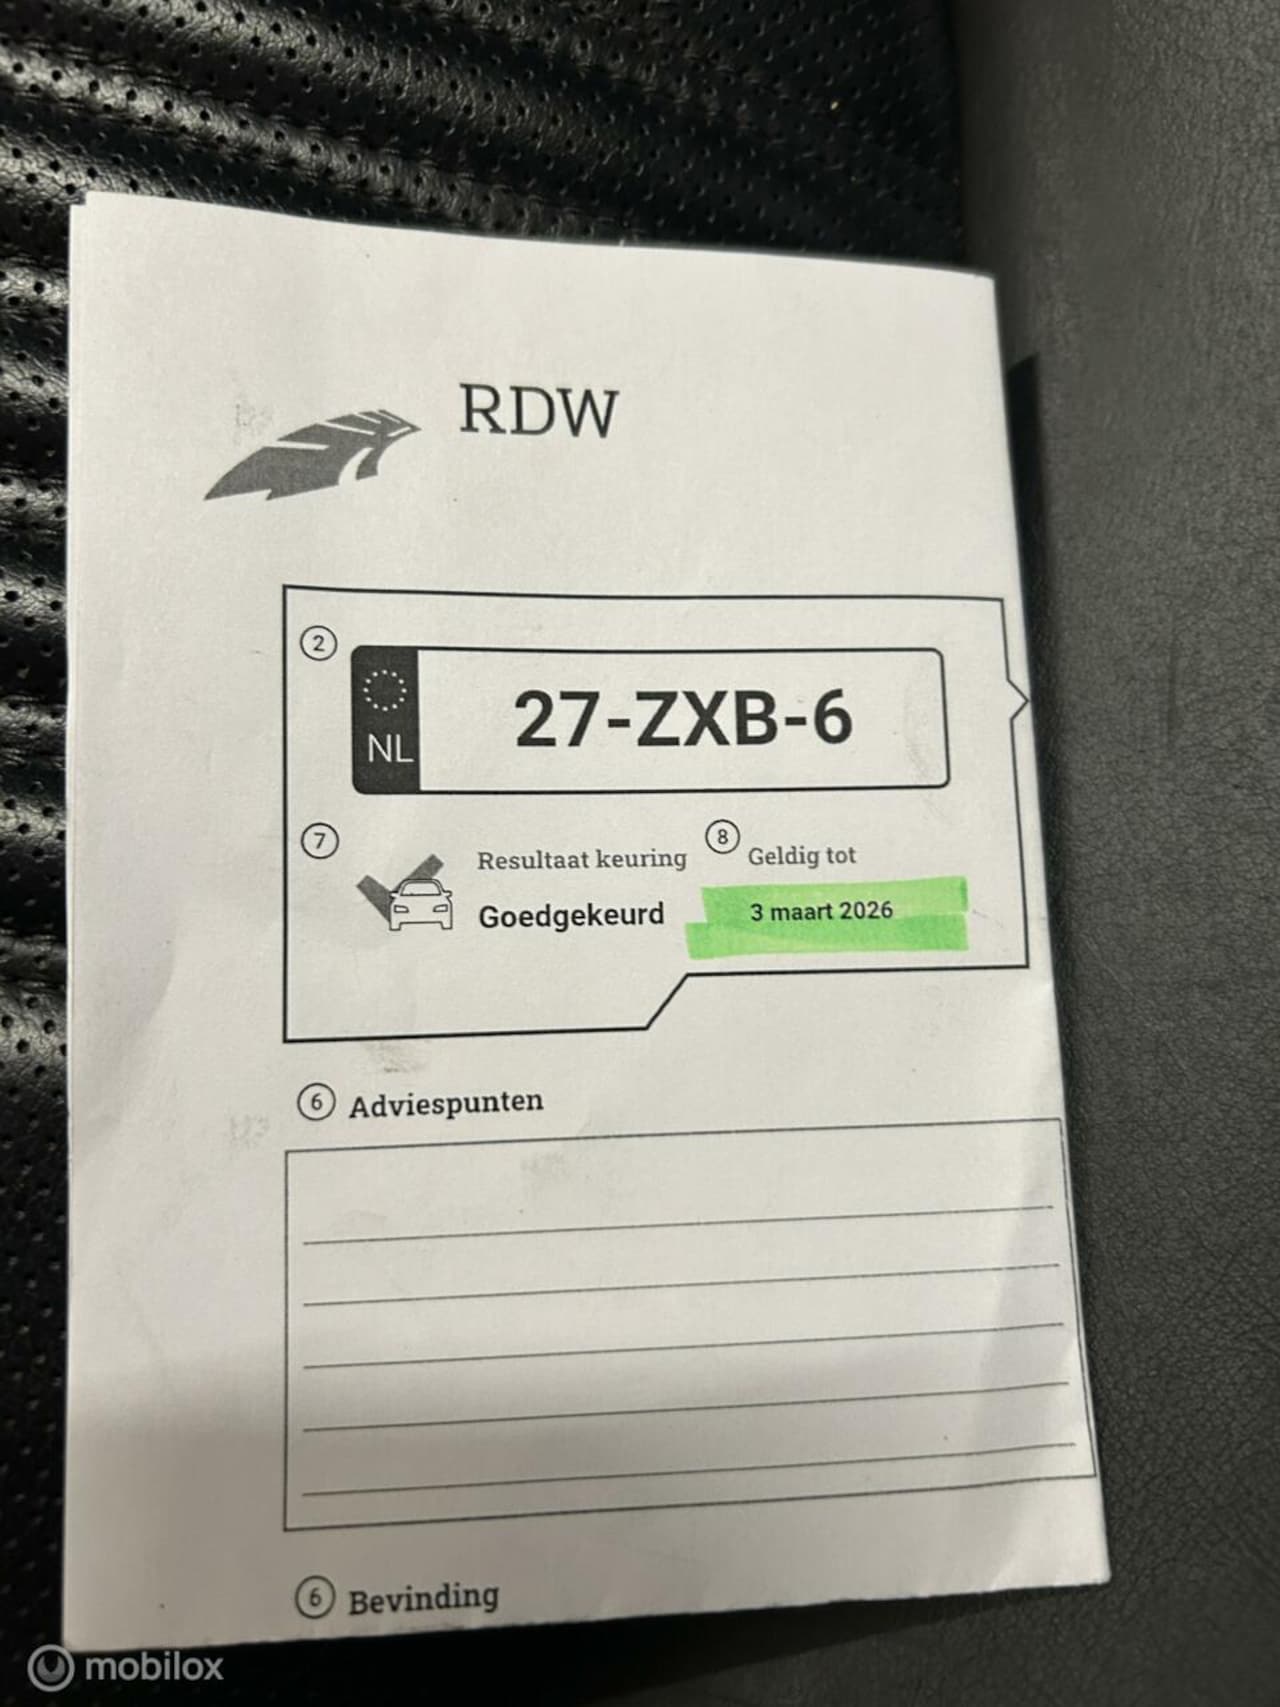 RDW
2
NL
27-ZXB-6
7
Resultaat keuring
8
Geldig tot
Goedgekeurd
3 maart 2026
6 Adviespunten
6 Bevinding
mobilox